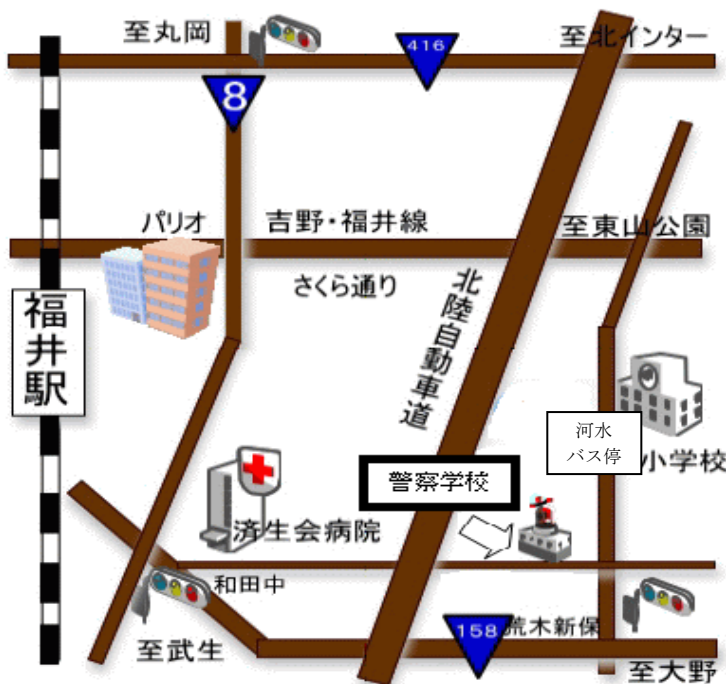 至丸岡
416
至北インター
8
パリオ
吉野・福井線
至東山公園
さくら通り
福井駅
北陸自動車道
河水
バス停
小学校
警察学校
済生会病院
和田中
158
荒木新保
至武生
至大野